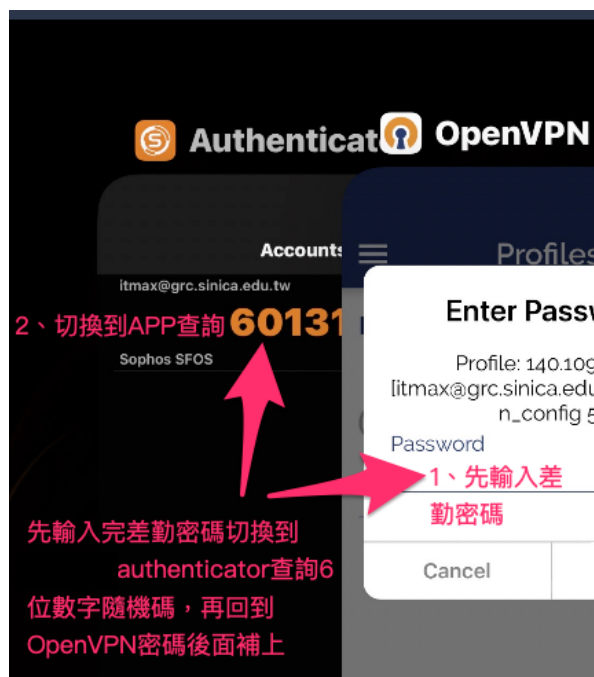 Authenticat
OpenVPN
Accounts
Profiles
itmax@grc.sinica.edu.tw
2、切換到APP查詢
60131
Sophos SFOS
Enter Passw
Profile: 140.109
[itmax@grc.sinica.edu
n_config 5
Password
1、先輸入差
勤密碼
Cancel
先輸入完差勤密碼切換到
authenticator查詢6
位數字隨機碼，再回到
OpenVPN密碼後面補上